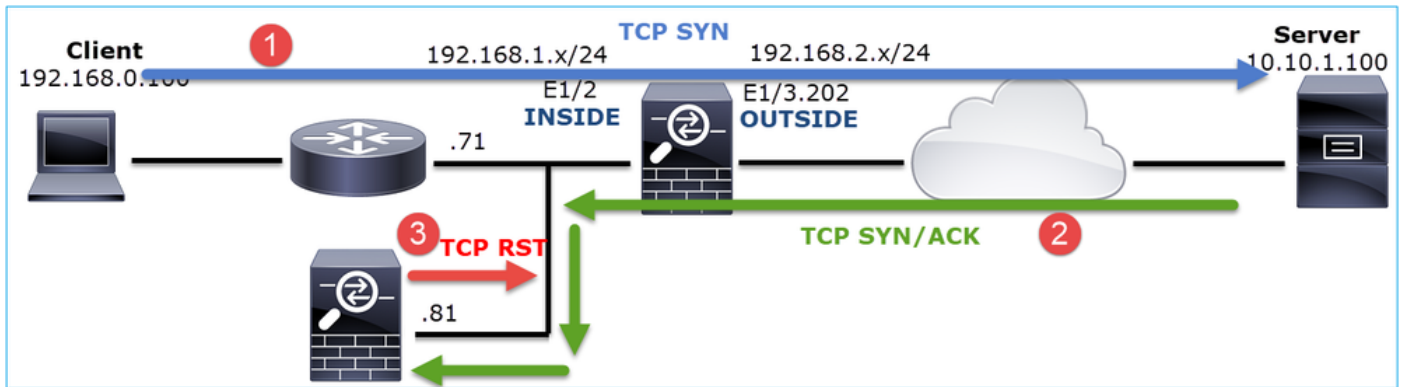 TCP SYN
Client
Server
1
192.168.1.x/24
192.168.2.x/24
192.168.0.100
10.10.1.100
E1/2
E1/3.202
INSIDE
OUTSIDE
.71
3
TCP RST
TCP SYN/ACK
2
.81